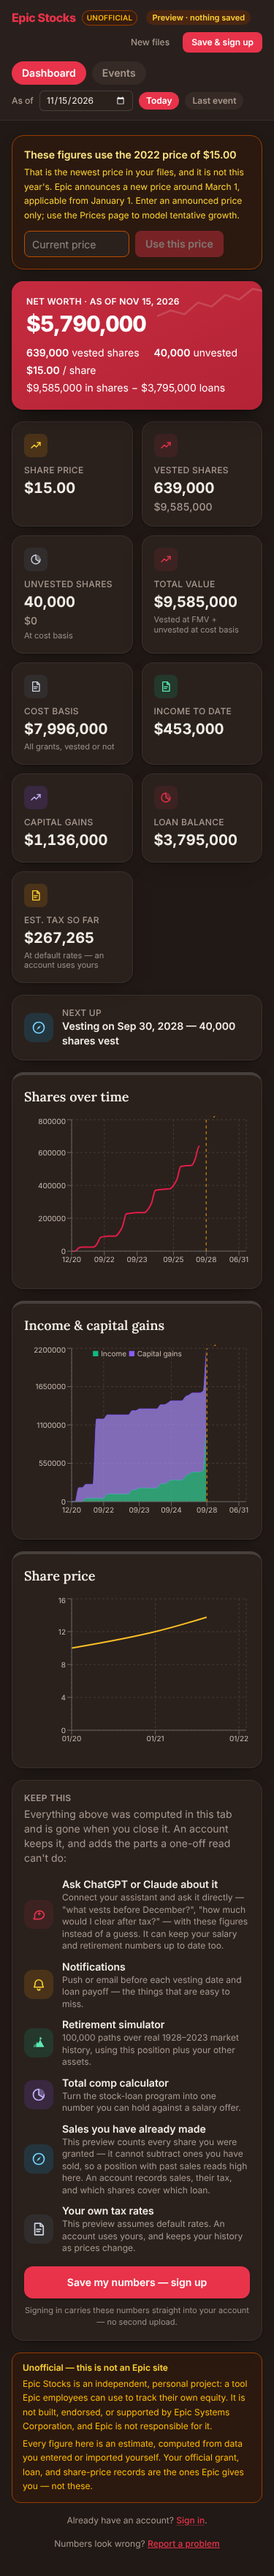 Epic Stocks UNOFFICIAL Preview · nothing saved
New files Save & sign up
Dashboard Events
As of 11/15/2026 Today Last event
These figures use the 2022 price of $15.00
That is the newest price in your files, and it is not this
year's. Epic announces a new price around March 1,
applicable from January 1. Enter an announced price
only; use the Prices page to model tentative growth.
Current price Use this price
NET WORTH · AS OF NOV 15, 2026
$5,790,000
639,000 vested shares 40,000 unvested
$15.00 / share
$9,585,000 in shares − $3,795,000 loans
SHARE PRICE
$15.00
VESTED SHARES
639,000
$9,585,000
UNVESTED SHARES
40,000
$0
At cost basis
TOTAL VALUE
$9,585,000
Vested at FMV +
unvested at cost basis
COST BASIS
$7,996,000
All grants, vested or not
INCOME TO DATE
$453,000
CAPITAL GAINS
$1,136,000
LOAN BALANCE
$3,795,000
EST. TAX SO FAR
$267,265
At default rates — an
account uses yours
NEXT UP
Vesting on Sep 30, 2028 — 40,000
shares vest
Shares over time
800000
600000
400000
200000
0
12/20 09/22 09/23 09/25 09/28 06/31
Income & capital gains
2200000
Income Capital gains
1650000
1100000
550000
0
12/20 09/22 09/23 09/24 09/28 06/31
Share price
16
12
8
4
0
01/20 01/21 01/22
KEEP THIS
Everything above was computed in this tab
and is gone when you close it. An account
keeps it, and adds the parts a one-off read
can't do:
Ask ChatGPT or Claude about it
Connect your assistant and ask it directly —
"what vests before December?", "how much
would I clear after tax?" — with these figures
instead of a guess. It can keep your salary
and retirement numbers up to date too.
Notifications
Push or email before each vesting date and
loan payoff — the things that are easy to
miss.
Retirement simulator
100,000 paths over real 1928–2023 market
history, using this position plus your other
assets.
Total comp calculator
Turn the stock-loan program into one
number you can hold against a salary offer.
Sales you have already made
This preview counts every share you were
granted — it cannot subtract ones you have
sold, so a position with past sales reads high
here. An account records sales, their tax,
and which shares cover which loan.
Your own tax rates
This preview assumes default rates. An
account uses yours, and keeps your history
as prices change.
Save my numbers — sign up
Signing in carries these numbers straight into your account
— no second upload.
Unofficial — this is not an Epic site
Epic Stocks is an independent, personal project: a tool
Epic employees can use to track their own equity. It is
not built, endorsed, or supported by Epic Systems
Corporation, and Epic is not responsible for it.
Every figure here is an estimate, computed from data
you entered or imported yourself. Your official grant,
loan, and share-price records are the ones Epic gives
you — not these.
Already have an account? Sign in.
Numbers look wrong? Report a problem